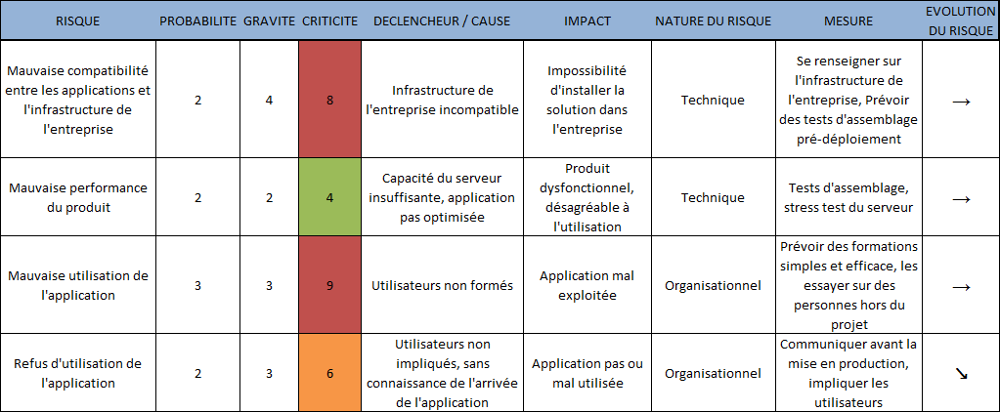 RISQUE PROBABILITE GRAVITE CRITICITE DECLENCHEUR / CAUSE IMPACT NATURE DU RISQUE MESURE EVOLUTION
DU RISQUE
Mauvaise compatibilité
entre les applications et
l'infrastructure de
l'entreprise
2
4
8
Infrastructure de
l'entreprise incompatible
Impossibilité
d'installer la
solution dans
l'entreprise
Technique
Se renseigner sur
l'infrastructure de
l'entreprise, Prévoir
des tests d'assemblage
pré-déploiement
→
Mauvaise performance
du produit
2
2
4
Capacité du serveur
insuffisante, application
pas optimisée
Produit
dysfonctionnel,
désagréable à
l'utilisation
Technique
Tests d'assemblage,
stress test du serveur
→
Mauvaise utilisation de
l'application
3
3
9
Utilisateurs non formés
Application mal
exploitée
Organisationnel
Prévoir des formations
simples et efficace, les
essayer sur des
personnes hors du
projet
→
Refus d'utilisation de
l'application
2
3
6
Utilisateurs non
impliqués, sans
connaissance de l'arrivée
de l'application
Application pas ou
mal utilisée
Organisationnel
Communiquer avant la
mise en production,
impliquer les
utilisateurs
↘